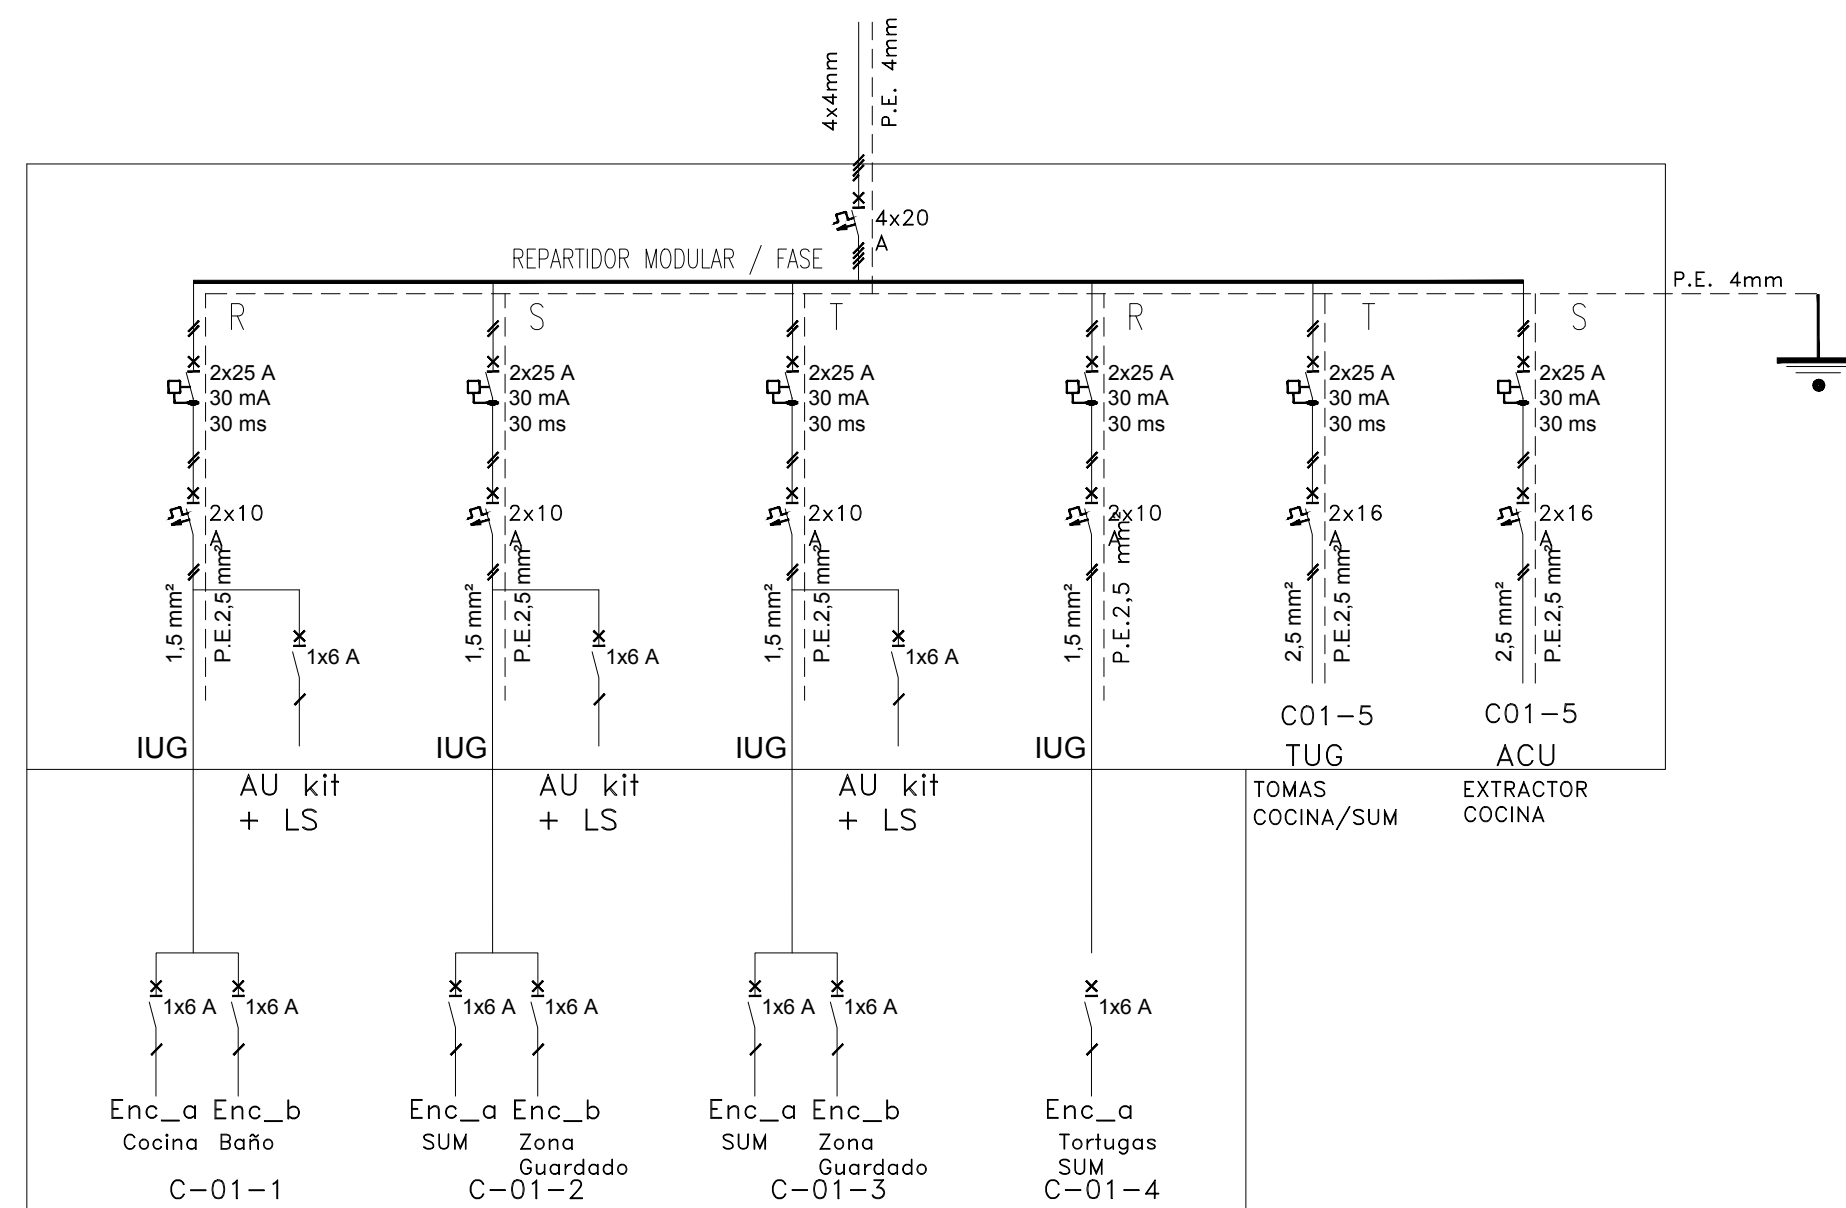 4x4mm
P.E. 4mm
4x20
A
REPARTIDOR MODULAR / FASE
P.E. 4mm
R
S
T
R
T
S
2x25 A
30 mA
30 ms
2x25 A
30 mA
30 ms
2x25 A
30 mA
30 ms
2x25 A
30 mA
30 ms
2x25 A
30 mA
30 ms
2x25 A
30 mA
30 ms
2x10
A
2x10
A
2x10
A
2x10
A
2x16
A
2x16
A
1,5 mm²
P.E.2,5 mm²
1x6 A
1,5 mm²
P.E.2,5 mm²
1x6 A
1,5 mm²
P.E.2,5 mm²
1x6 A
1,5 mm²
P.E.2,5 mm²
2,5 mm²
P.E.2,5 mm²
2,5 mm²
P.E.2,5 mm²
IUG
IUG
IUG
IUG
C01-5
TUG
C01-5
ACU
AU kit
+ LS
AU kit
+ LS
AU kit
+ LS
TOMAS
COCINA/SUM
EXTRACTOR
COCINA
1x6 A
1x6 A
1x6 A
1x6 A
1x6 A
1x6 A
1x6 A
Enc_a
Cocina
Enc_b
Baño
C-01-1
Enc_a
SUM
Enc_b
Zona
Guardado
C-01-2
Enc_a
SUM
Enc_b
Zona
Guardado
C-01-3
Enc_a
Tortugas
SUM
C-01-4